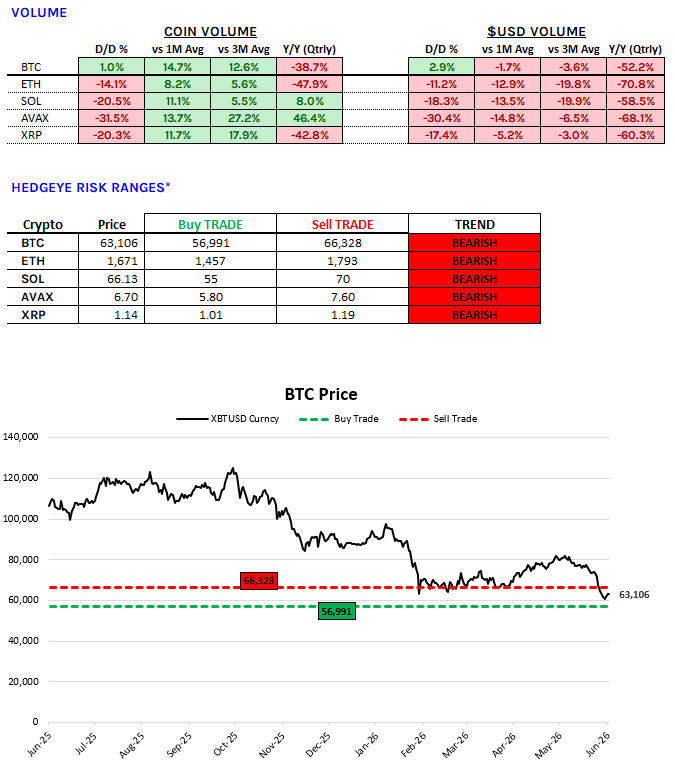 VOLUME
COIN VOLUME $USD VOLUME
D/D % vs 1M Avg vs 3M Avg Y/Y (Qtrly) D/D % vs 1M Avg vs 3M Avg Y/Y (Qtrly)
BTC 1.0% 14.7% 12.6% -38.7% 2.9% -1.7% -3.6% -52.2%
ETH -14.1% 8.2% 5.6% -47.9% -11.2% -12.9% -19.8% -70.8%
SOL -20.5% 11.1% 5.5% 8.0% -18.3% -13.5% -19.9% -58.5%
AVAX -31.5% 13.7% 27.2% 46.4% -30.4% -14.8% -6.5% -68.1%
XRP -20.3% 11.7% 17.9% -42.8% -17.4% -5.2% -3.0% -60.3%
HEDGEYE RISK RANGES*
Crypto Price Buy TRADE Sell TRADE TREND
BTC 63,106 56,991 66,328 BEARISH
ETH 1,671 1,457 1,793 BEARISH
SOL 66.13 55 70 BEARISH
AVAX 6.70 5.80 7.60 BEARISH
XRP 1.14 1.01 1.19 BEARISH
BTC Price
XBTUSD Curncy Buy Trade Sell Trade
140,000
120,000
100,000
80,000
66,328
63,106
60,000
56,991
40,000
20,000
0
Jun-25 Jul-25 Aug-25 Sep-25 Oct-25 Nov-25 Dec-25 Jan-26 Feb-26 Mar-26 Apr-26 May-26 Jun-26